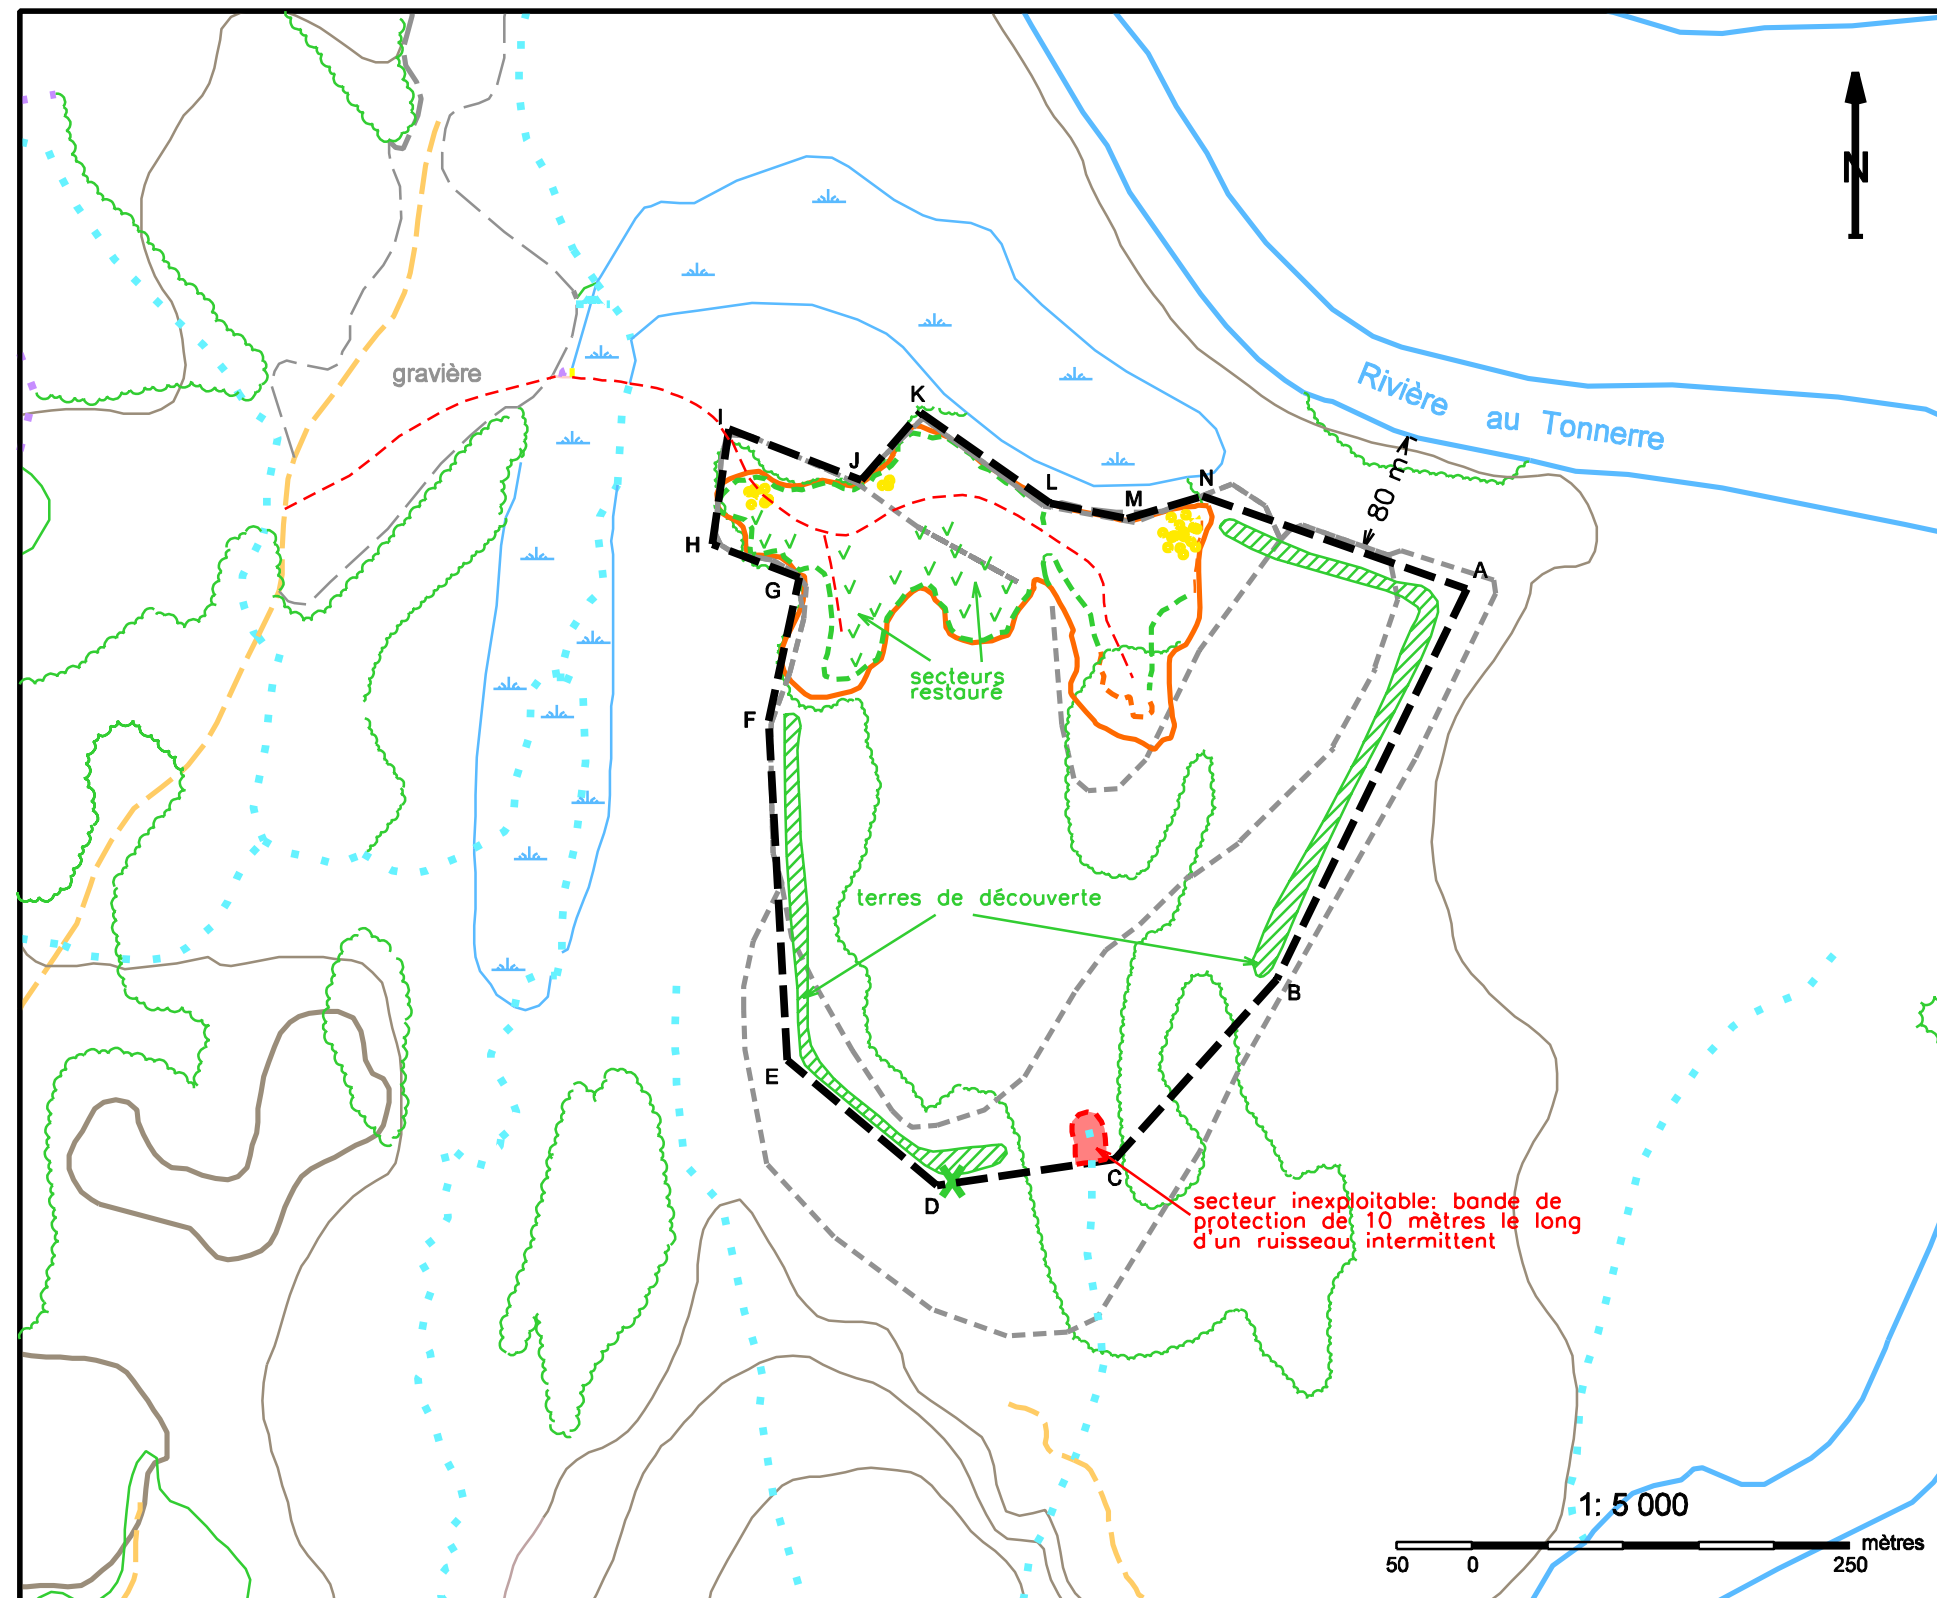 N
gravière
Rivière au Tonnerre
80 m
K
I
J
L
M
N
H
G
A
F
secteurs
restauré
terres de découverte
B
E
C
D
secteur inexploitable: bande de
protection de 10 mètres le long
d'un ruisseau intermittent
1: 5 000
mètres
50 0 250